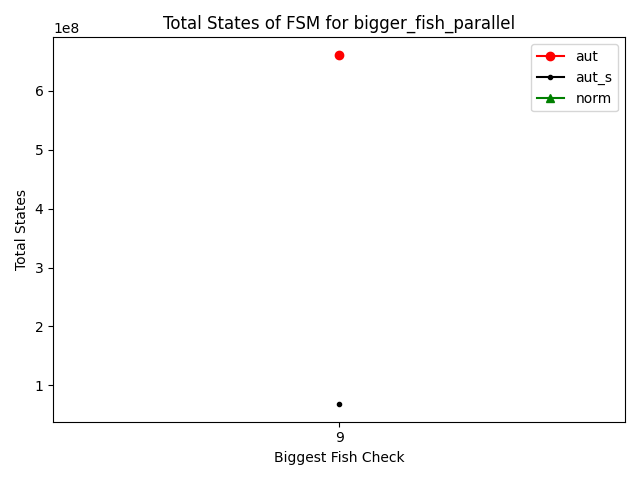 Total States of FSM for bigger_fish_parallel
1e8
aut
aut_s
norm
6
5
4
3
2
1
Total States
9
Biggest Fish Check